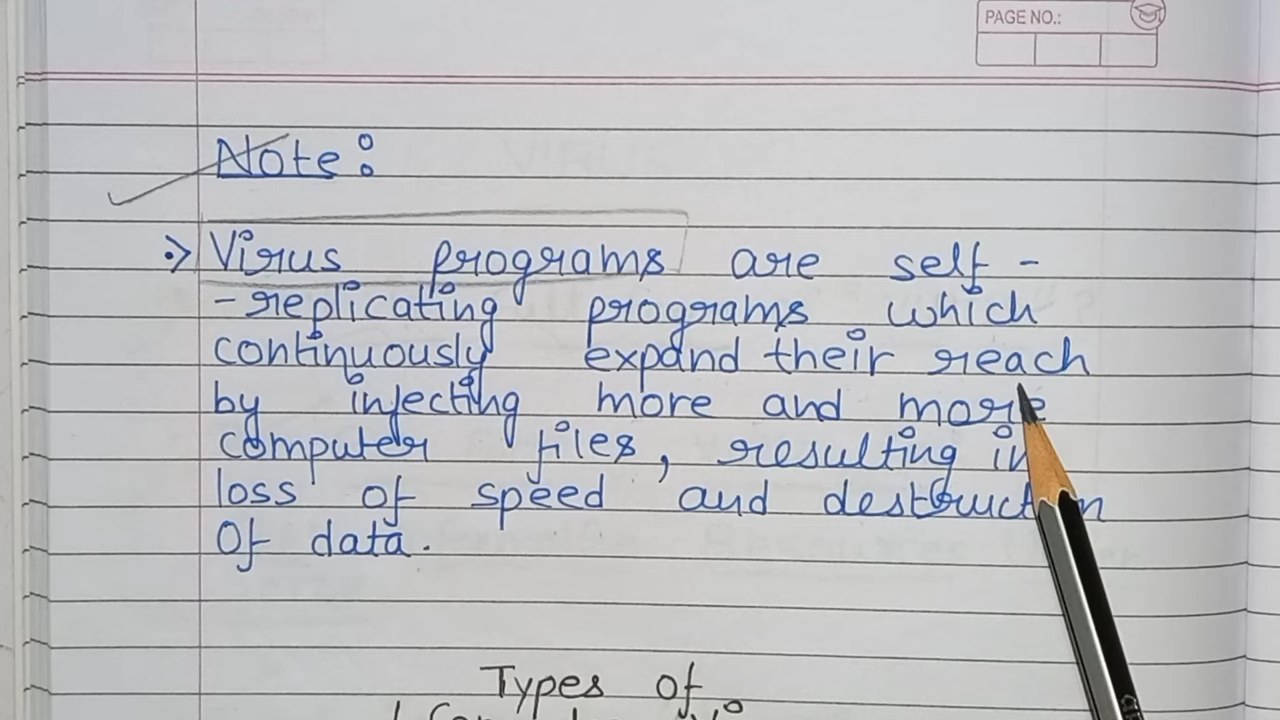 PAGE NO.:
Note:
Virus programs are self-
-replicating programs which
continuously expand their reach
by injecting more and more
computer files, resulting in
loss of speed and destruction
of data.
Types of